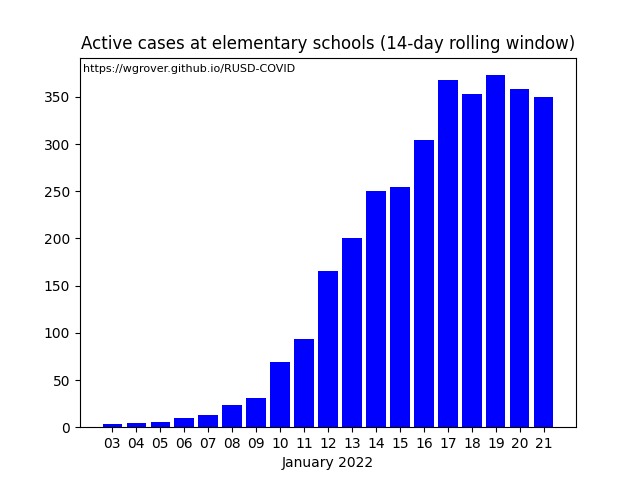 Active cases at elementary schools (14-day rolling window)
https://wgrover.github.io/RUSD-COVID
350
300
250
200
150
100
50
0
03 04 05 06 07 08 09 10 11 12 13 14 15 16 17 18 19 20 21
January 2022